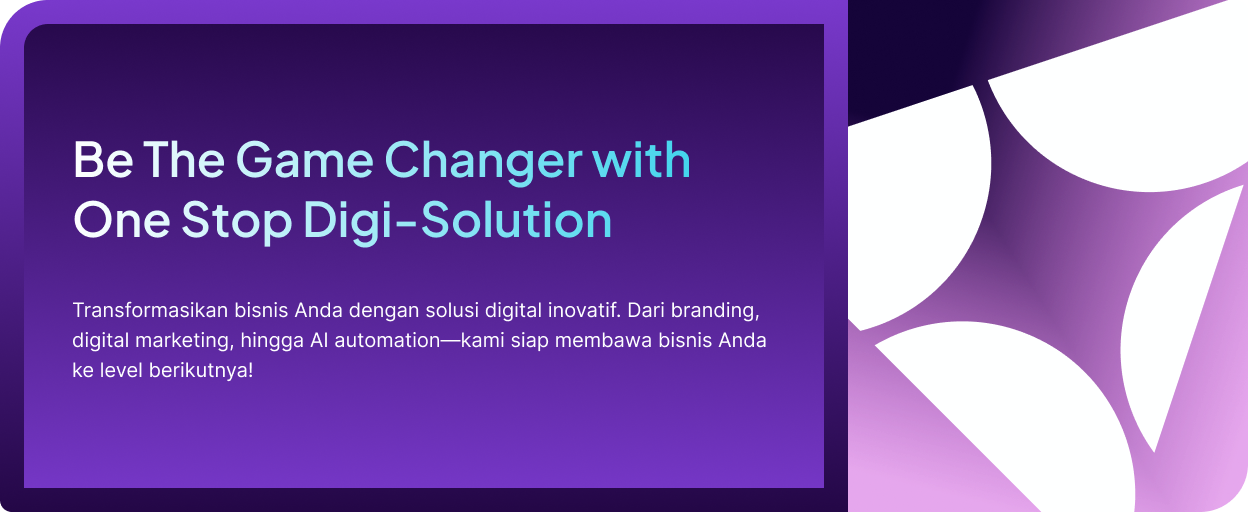 Be The Game Changer with
One Stop Digi-Solution
Transformasikan bisnis Anda dengan solusi digital inovatif. Dari branding,
digital marketing, hingga AI automation—kami siap membawa bisnis Anda
ke level berikutnya!